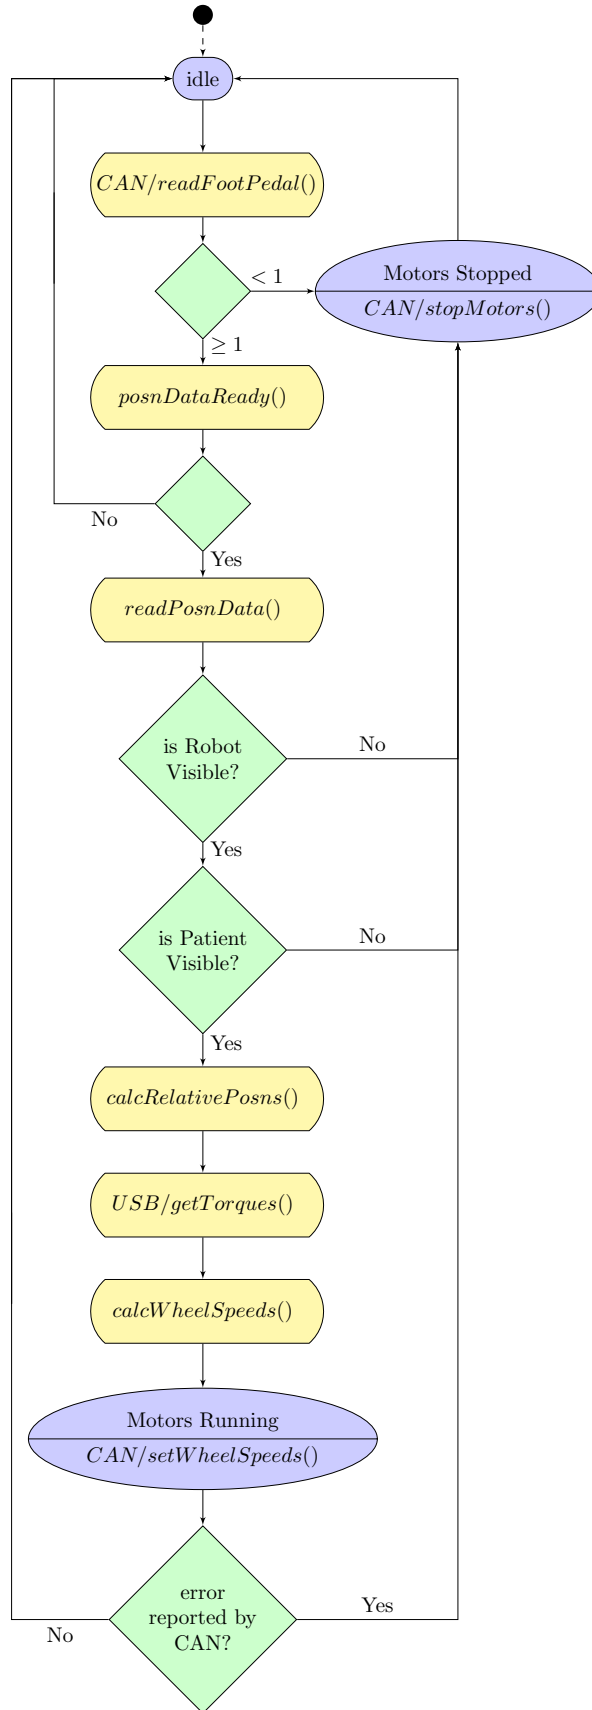 idle
CAN/readFootPedal()
< 1
Motors Stopped
CAN/stopMotors()
≥ 1
posnDataReady()
No
Yes
readPosnData()
is Robot
Visible?
No
Yes
is Patient
Visible?
No
Yes
calcRelativePosns()
USB/getTorques()
calcWheelSpeeds()
Motors Running
CAN/setWheelSpeeds()
error
reported by
CAN?
Yes
No